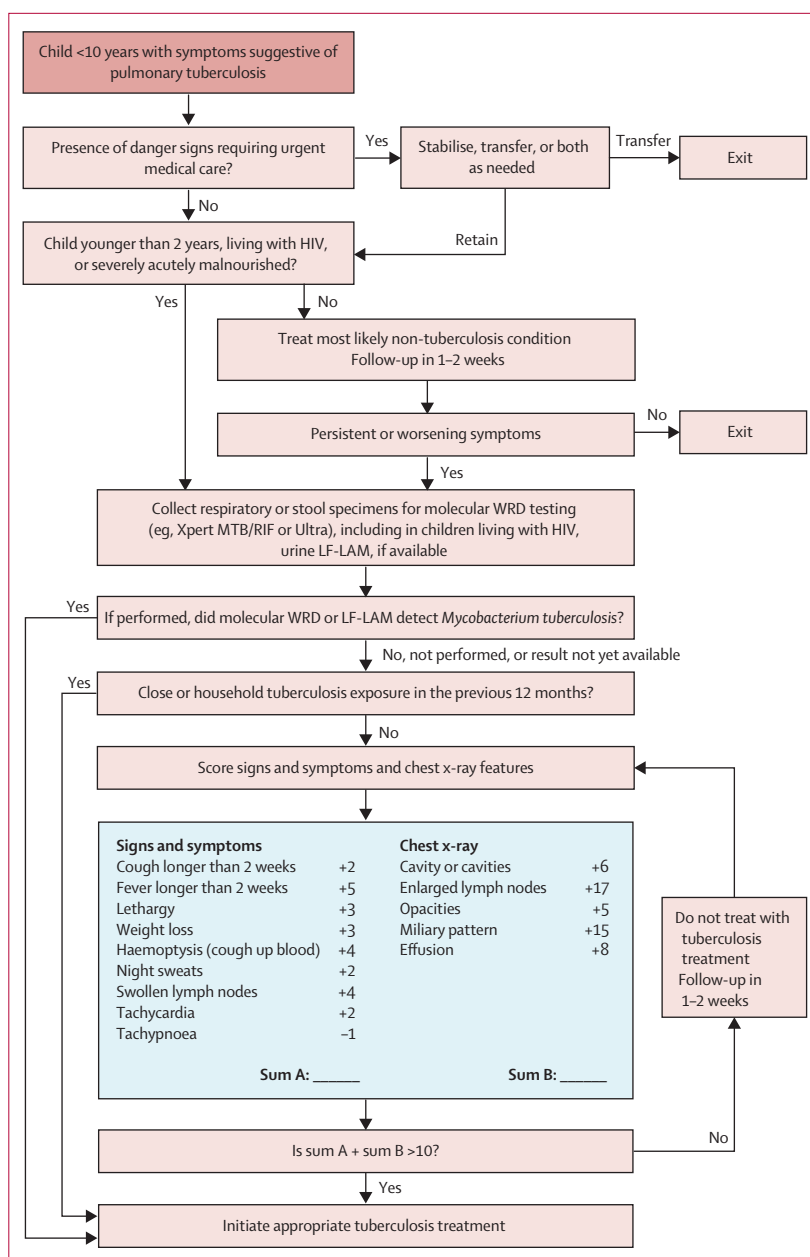 Child <10 years with symptoms suggestive of
pulmonary tuberculosis
Presence of danger signs requiring urgent
medical care?
Yes
Stabilise, transfer, or both
as needed
Transfer
Exit
No
Retain
Child younger than 2 years, living with HIV,
or severely acutely malnourished?
Yes
No
Treat most likely non-tuberculosis condition
Follow-up in 1–2 weeks
Persistent or worsening symptoms
No
Exit
Yes
Collect respiratory or stool specimens for molecular WRD testing
(eg, Xpert MTB/RIF or Ultra), including in children living with HIV,
urine LF-LAM, if available
Yes
If performed, did molecular WRD or LF-LAM detect Mycobacterium tuberculosis?
No, not performed, or result not yet available
Yes
Close or household tuberculosis exposure in the previous 12 months?
No
Score signs and symptoms and chest x-ray features
Signs and symptoms
Cough longer than 2 weeks +2
Fever longer than 2 weeks +5
Lethargy +3
Weight loss +3
Haemoptysis (cough up blood) +4
Night sweats +2
Swollen lymph nodes +4
Tachycardia +2
Tachypnoea –1
Sum A: ______
Chest x-ray
Cavity or cavities +6
Enlarged lymph nodes +17
Opacities +5
Miliary pattern +15
Effusion +8
Sum B: ______
Do not treat with
tuberculosis
treatment
Follow-up in
1–2 weeks
Is sum A + sum B >10?
No
Yes
Initiate appropriate tuberculosis treatment